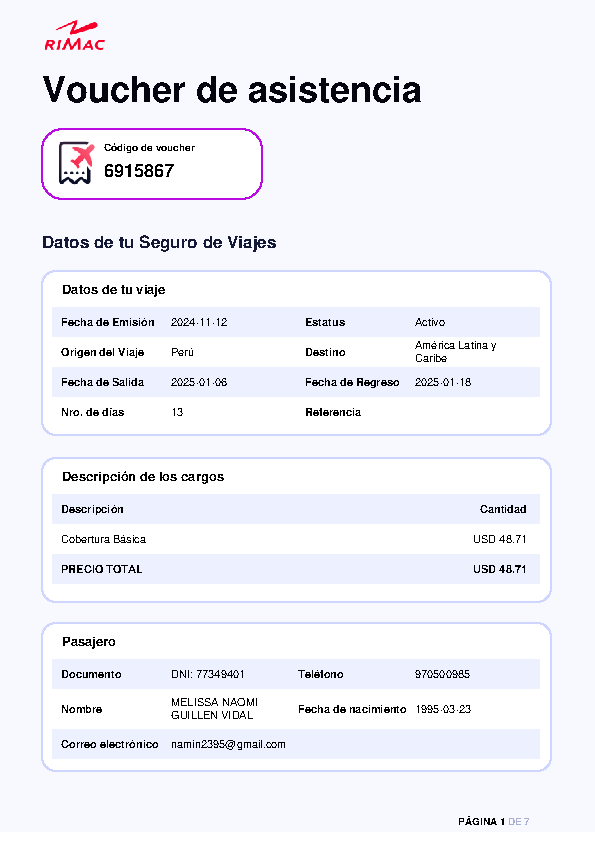 RIMAC
Voucher de asistencia
Código de voucher
6915867
Datos de tu Seguro de Viajes
Datos de tu viaje
Fecha de Emisión 2024-11-12 Estatus Activo
Origen del Viaje Perú Destino América Latina y
Caribe
Fecha de Salida 2025-01-06 Fecha de Regreso 2025-01-18
Nro. de días 13 Referencia
Descripción de los cargos
Descripción Cantidad
Cobertura Básica USD 48.71
PRECIO TOTAL USD 48.71
Pasajero
Documento DNI: 77349401 Teléfono 970500985
Nombre MELISSA NAOMI
GUILLEN VIDAL Fecha de nacimiento 1995-03-23
Correo electrónico namin2395@gmail.com
PÁGINA 1 DE 7